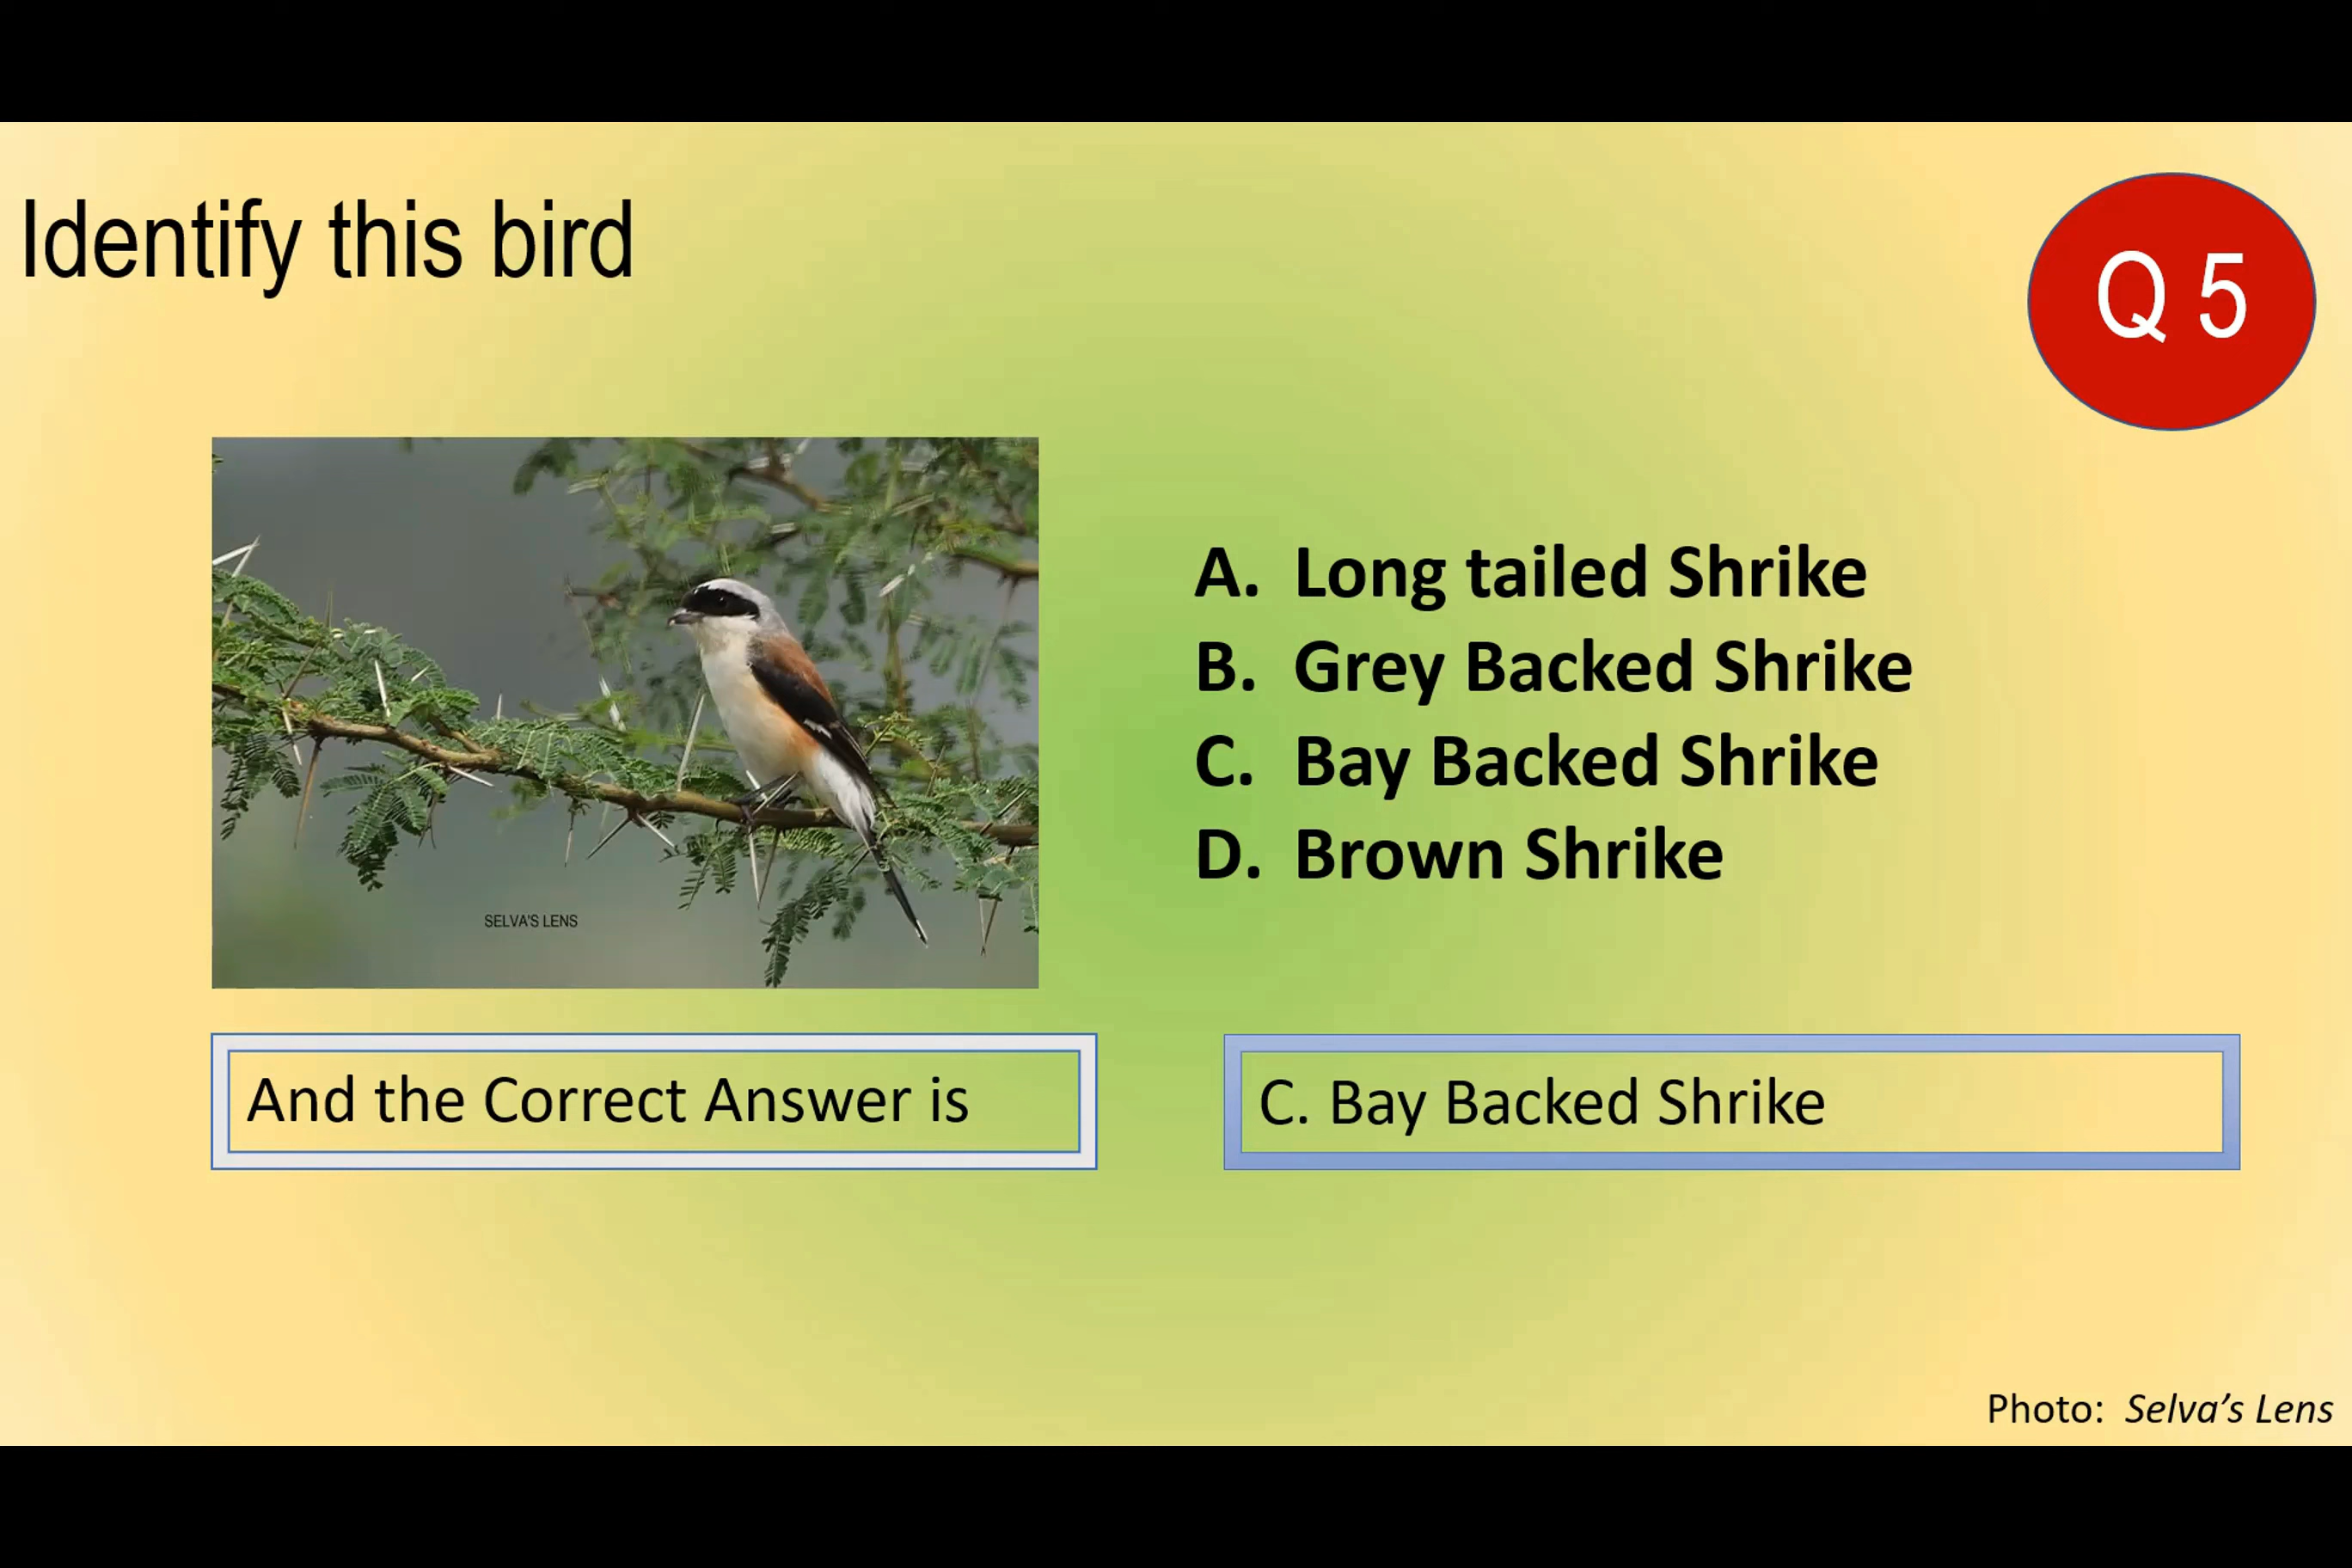 Identify this bird
Q 5
A. Long tailed Shrike
B. Grey Backed Shrike
C. Bay Backed Shrike
D. Brown Shrike
SELVA'S LENS
And the Correct Answer is
C. Bay Backed Shrike
Photo: Selva’s Lens